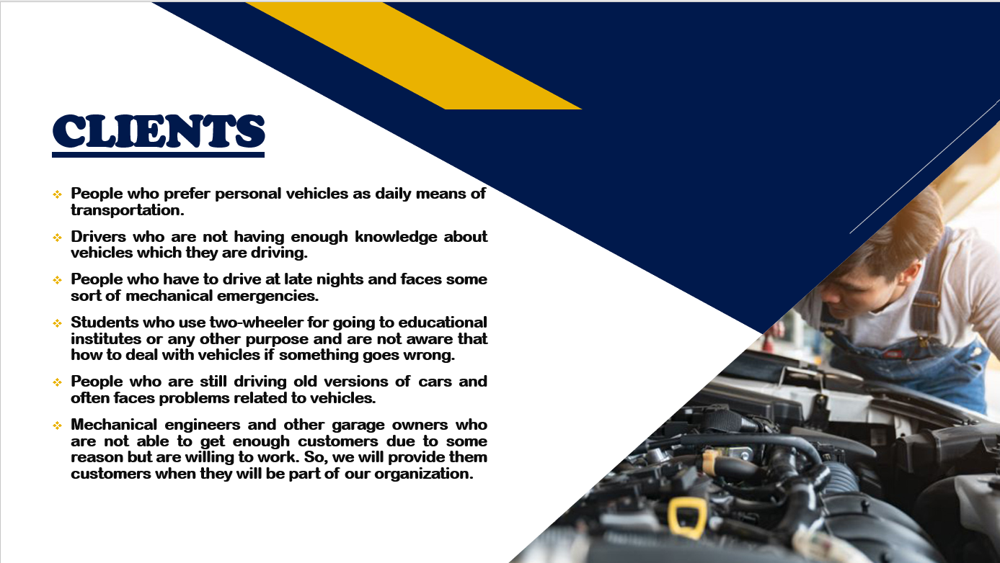 CLIENTS
People who prefer personal vehicles as daily means of
transportation.
Drivers who are not having enough knowledge about
vehicles which they are driving.
People who have to drive at late nights and faces some
sort of mechanical emergencies.
Students who use two-wheeler for going to educational
institutes or any other purpose and are not aware that
how to deal with vehicles if something goes wrong.
People who are still driving old versions of cars and
often faces problems related to vehicles.
Mechanical engineers and other garage owners who
are not able to get enough customers due to some
reason but are willing to work. So, we will provide them
customers when they will be part of our organization.